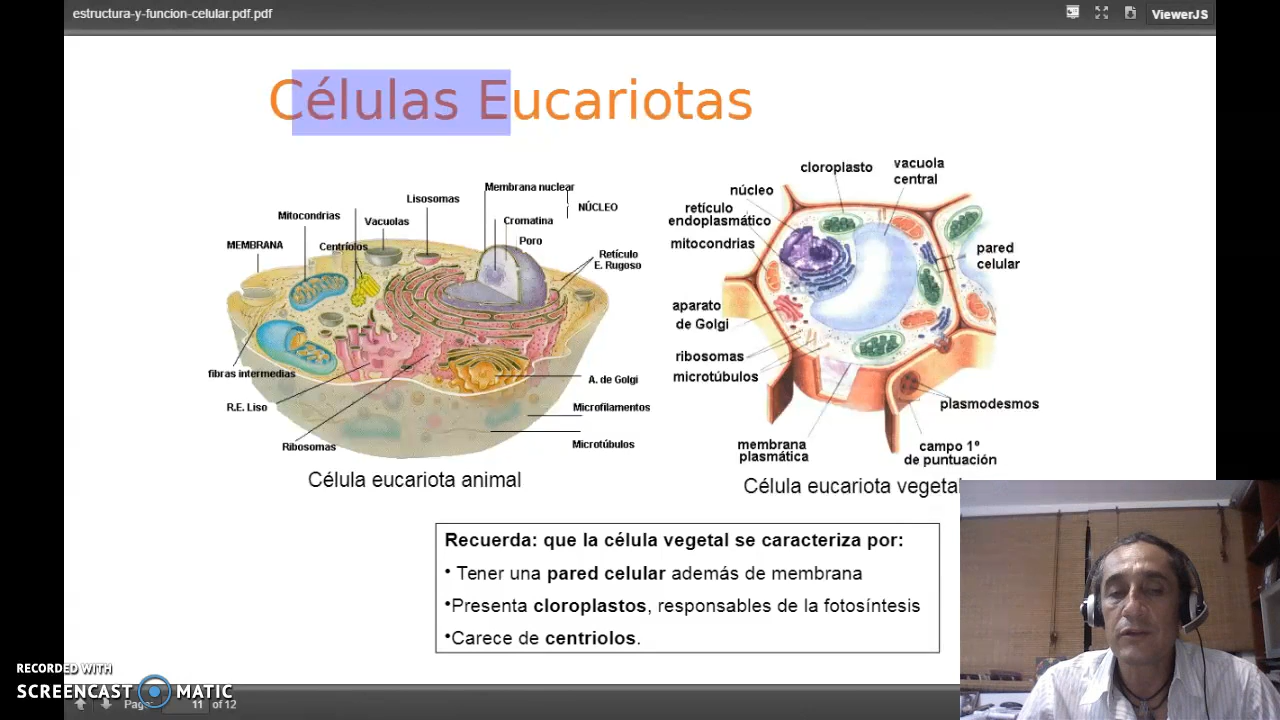 estructura-y-funcion-celular.pdf.pdf
ViewerJS
Células Eucariotas
Membrana nuclear
NÚCLEO
Lisosomas
Cromatina
Mitocondrias
Vacuolas
Poro
MEMBRANA
Centríolos
Retículo
E. Rugoso
fibras intermedias
A. de Golgi
R.E. Liso
Microfilamentos
Ribosomas
Microtúbulos
Célula eucariota animal
cloroplasto
vacuola
central
núcleo
retículo
endoplasmático
mitocondrias
pared
celular
aparato
de Golgi
ribosomas
microtúbulos
plasmodesmos
membrana
plasmática
campo 1º
de puntuación
Célula eucariota vegetal
Recuerda: que la célula vegetal se caracteriza por:
• Tener una pared celular además de membrana
•Presenta cloroplastos, responsables de la fotosíntesis
•Carece de centriolos.
RECORDED WITH
SCREENCAST MATIC
Page: 11 of 12